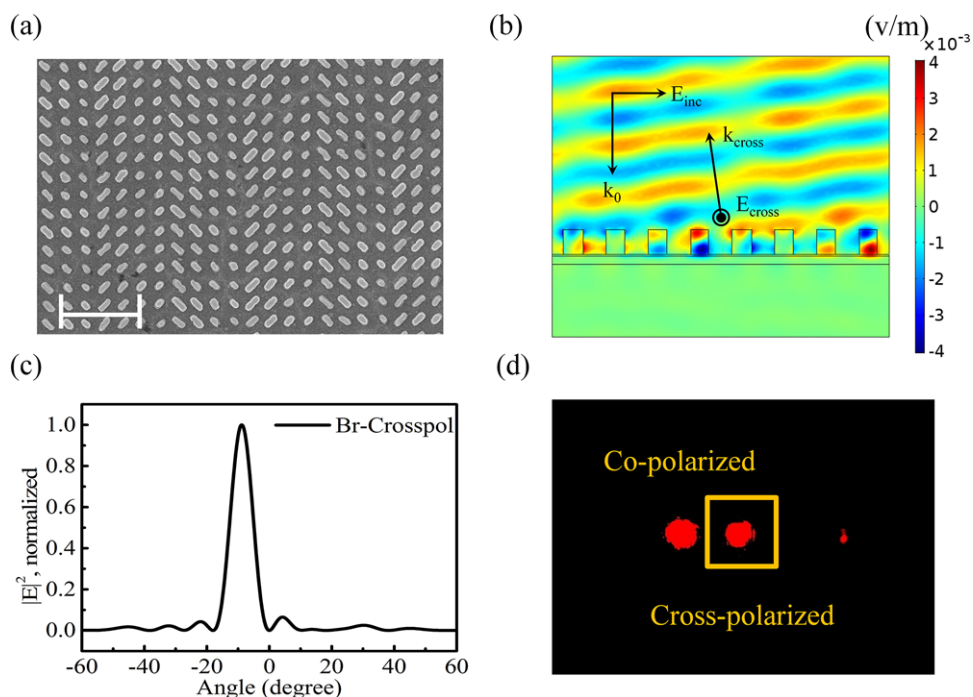 (a)
(b)
(v/m)
×10⁻³
4
3
2
1
0
-1
-2
-3
-4
E_inc
k_cross
k_0
E_cross
(c)
Br-Crosspol
|E|², normalized
1.0
0.8
0.6
0.4
0.2
0.0
-60 -40 -20 0 20 40 60
Angle (degree)
(d)
Co-polarized
Cross-polarized